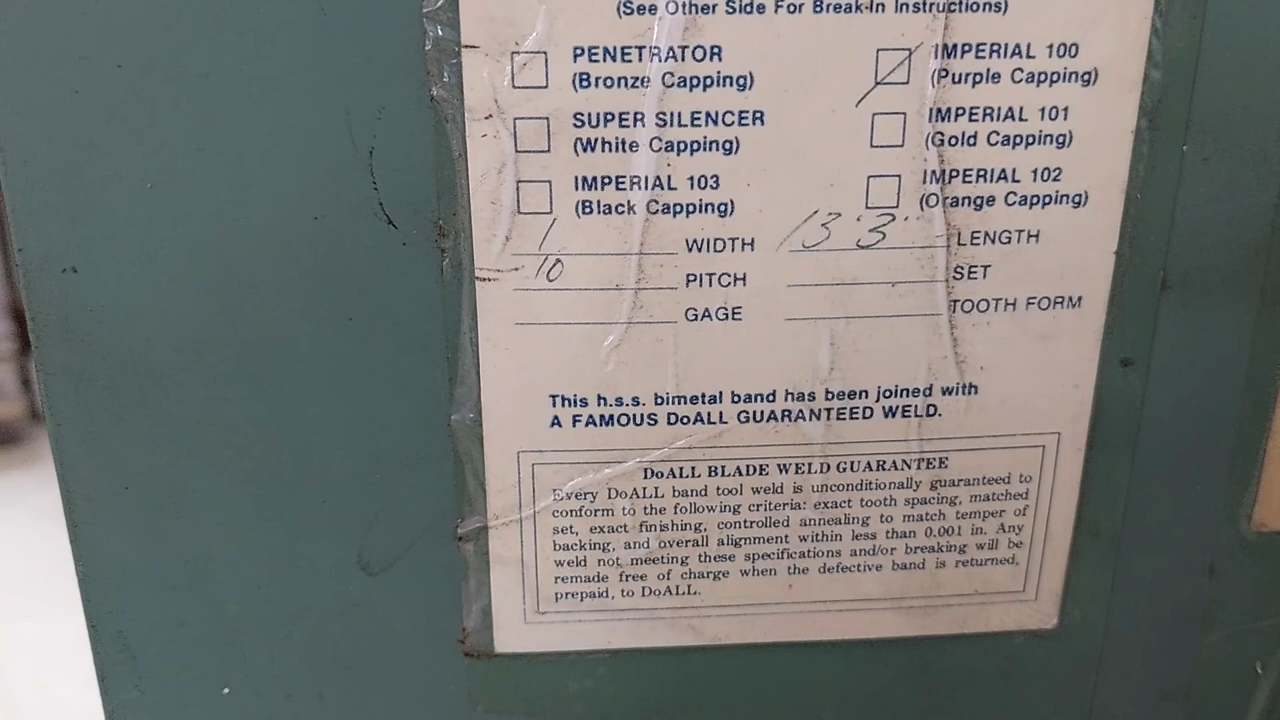 (See Other Side For Break-In Instructions)
PENETRATOR
(Bronze Capping)
IMPERIAL 100
(Purple Capping)
SUPER SILENCER
(White Capping)
IMPERIAL 101
(Gold Capping)
IMPERIAL 103
(Black Capping)
IMPERIAL 102
(Orange Capping)
1 WIDTH 13'3" LENGTH
10 PITCH SET
GAGE TOOTH FORM
This h.s.s. bimetal band has been joined with
A FAMOUS DoALL GUARANTEED WELD.
DoALL BLADE WELD GUARANTEE
Every DoALL band tool weld is unconditionally guaranteed to
conform to the following criteria: exact tooth spacing, matched
set, exact finishing, controlled annealing to match temper of
backing, and overall alignment within less than 0.001 in. Any
weld not meeting these specifications and/or breaking will be
remade free of charge when the defective band is returned,
prepaid, to DoALL.